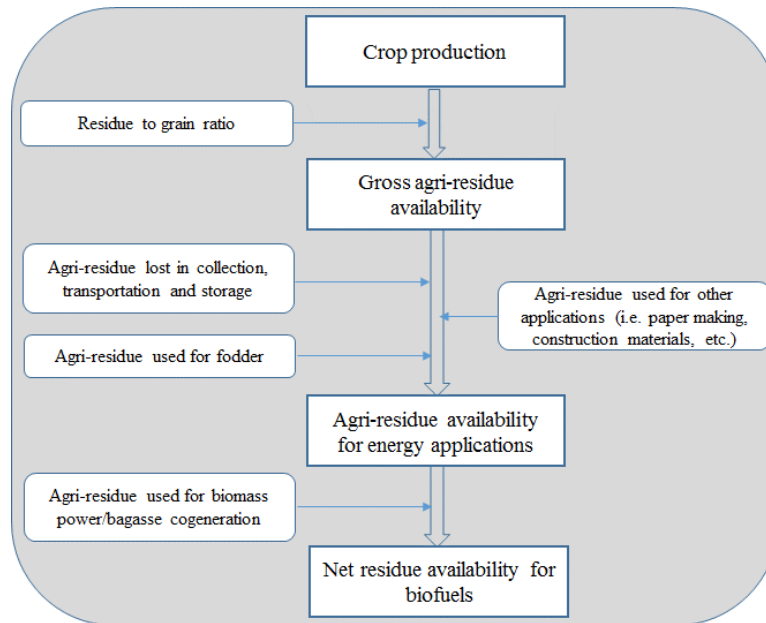 Crop production
Residue to grain ratio
Gross agri-residue
availability
Agri-residue lost in collection,
transportation and storage
Agri-residue used for other
applications (i.e. paper making,
construction materials, etc.)
Agri-residue used for fodder
Agri-residue availability
for energy applications
Agri-residue used for biomass
power/bagasse cogeneration
Net residue availability for
biofuels